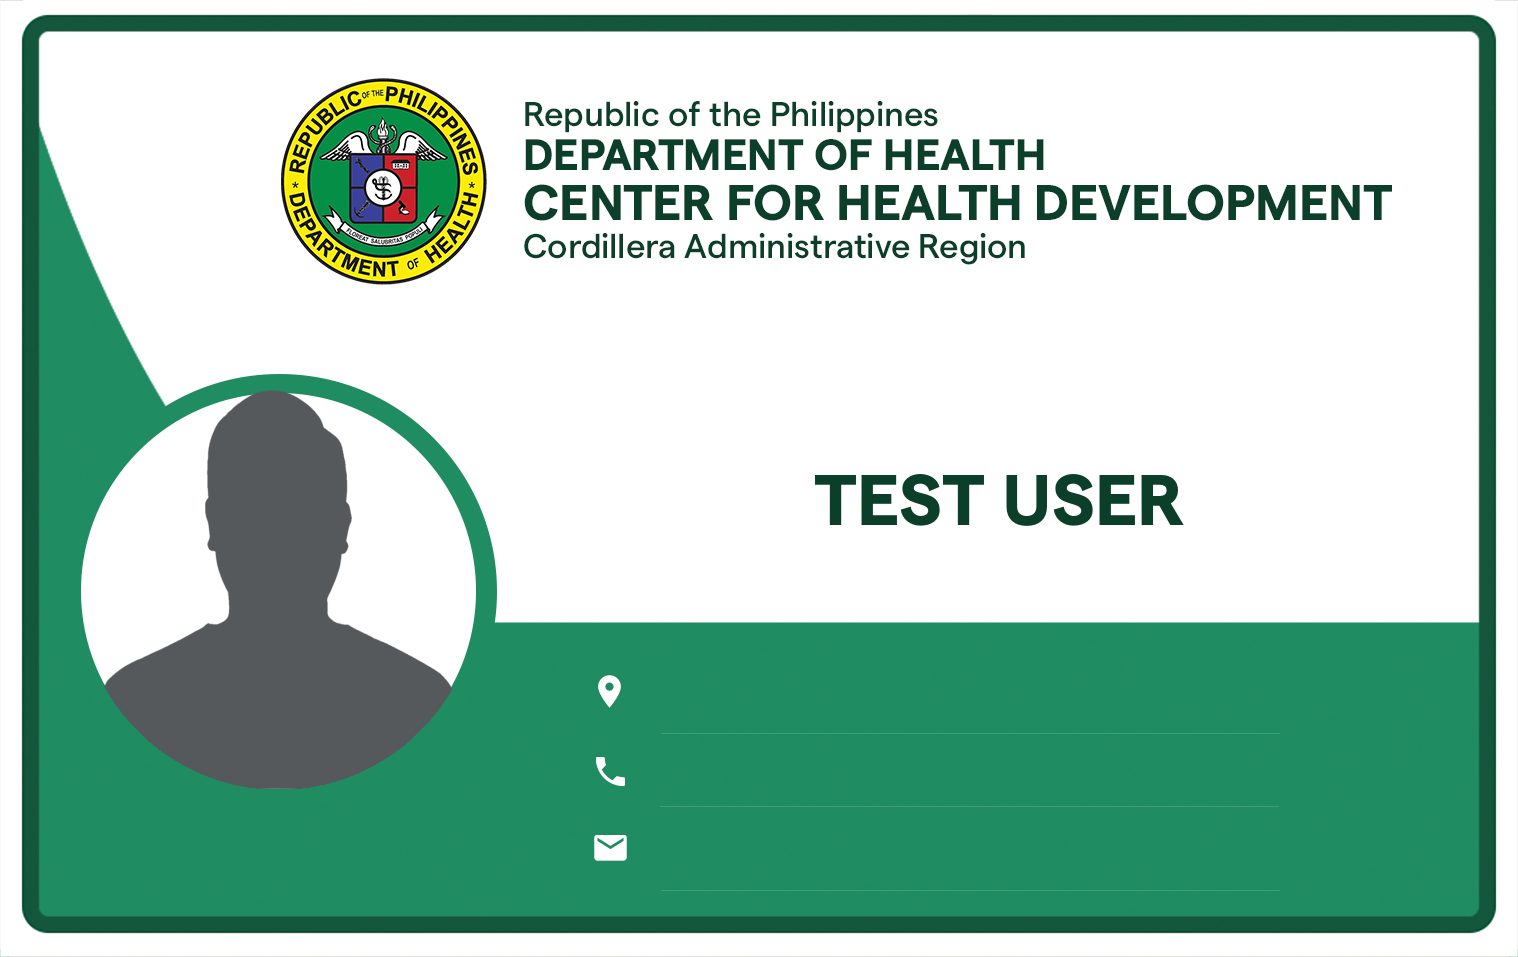 REPUBLIC OF THE PHILIPPINES
* DEPARTMENT OF HEALTH *
FLOREAT SALUBRITAS POPULI
Republic of the Philippines
DEPARTMENT OF HEALTH
CENTER FOR HEALTH DEVELOPMENT
Cordillera Administrative Region
TEST USER